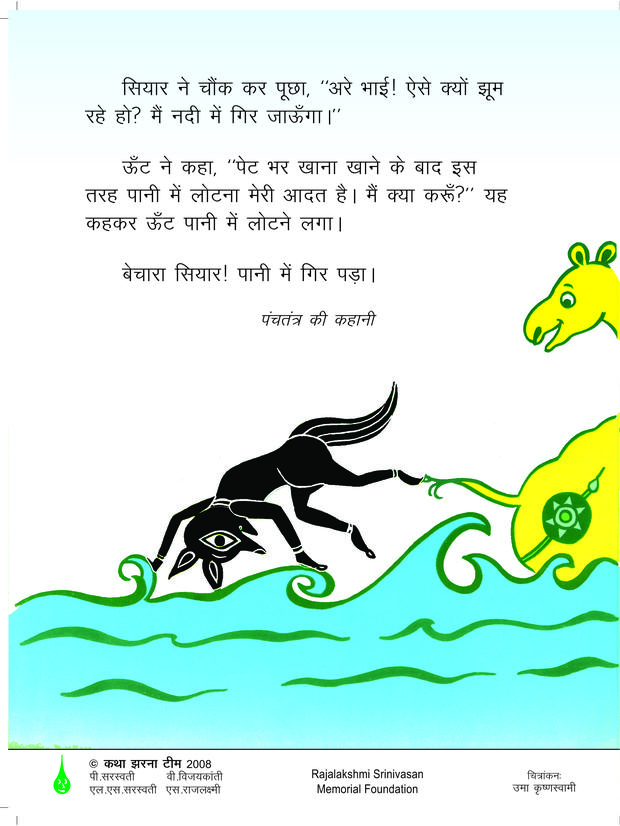 सियार ने चौंक कर पूछा, ''अरे भाई! ऐसे क्यों झूम
रहे हो? मैं नदी में गिर जाऊँगा।''
ऊँट ने कहा, ''पेट भर खाना खाने के बाद इस
तरह पानी में लोटना मेरी आदत है। मैं क्या करूँ?'' यह
कहकर ऊँट पानी में लोटने लगा।
बेचारा सियार! पानी में गिर पड़ा।
पंचतंत्र की कहानी
© कथा झरना टीम 2008
पी.सरस्वती वी.विजयकांती
एल.एस.सरस्वती एस.राजलक्ष्मी
Rajalakshmi Srinivasan
Memorial Foundation
चित्रांकनः
उमा कृष्णस्वामी